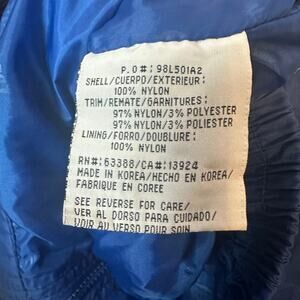 P.O#: 98L501A2
SHELL/CUERPO/EXTERIEUR:
100% NYLON
TRIM/REMATE/GARNITURES:
97% NYLON/3% POLYESTER
97% NYLON/3% POLYESTER
LINING/FORRO/DOUBLURE:
100% NYLON
RN#:63388/CA#:13924
MADE IN KOREA/HECHO EN KOREA/
FABRIQUE EN COREE
SEE REVERSE FOR CARE/
VER AL DORSO PARA CUIDADO/
VOIR AU VERSO POUR